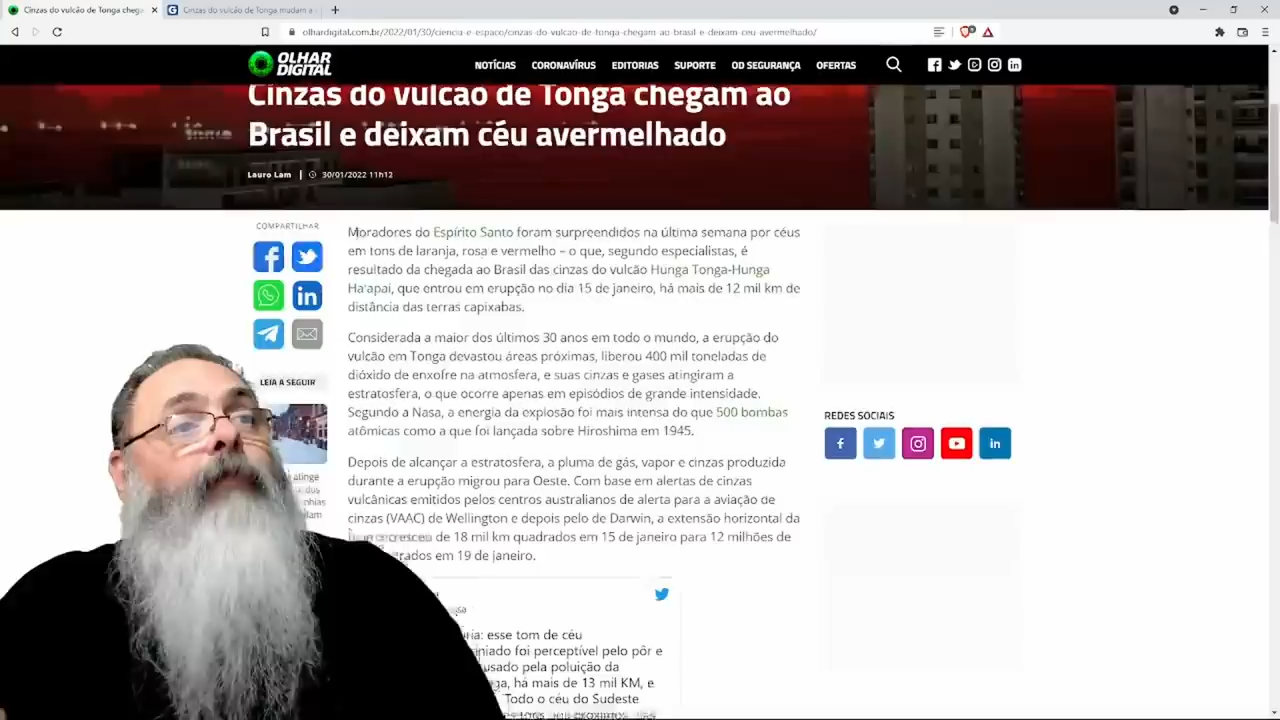 Cinzas do vulcão de Tonga cheg
Cinzas do vulcão de Tonga mudam a
olhardigital.com.br/2022/01/30/ciencia-e-espaco/cinzas-do-vulcao-de-tonga-chegam-ao-brasil-e-deixam-ceu-avermelhado/
OLHAR
DIGITAL
NOTÍCIAS CORONAVÍRUS EDITORIAS SUPORTE OD SEGURANÇA OFERTAS
Cinzas do vulcão de Tonga chegam ao
Brasil e deixam céu avermelhado
Lauro Lam | 30/01/2022 11h12
COMPARTILHAR
Moradores do Espírito Santo foram surpreendidos na última semana por céus
em tons de laranja, rosa e vermelho – o que, segundo especialistas, é
resultado da chegada ao Brasil das cinzas do vulcão Hunga Tonga-Hunga
Ha'apai, que entrou em erupção no dia 15 de janeiro, há mais de 12 mil km de
distância das terras capixabas.
Considerada a maior dos últimos 30 anos em todo o mundo, a erupção do
vulcão em Tonga devastou áreas próximas, liberou 400 mil toneladas de
dióxido de enxofre na atmosfera, e suas cinzas e gases atingiram a
estratosfera, o que ocorre apenas em episódios de grande intensidade.
Segundo a Nasa, a energia da explosão foi mais intensa do que 500 bombas
atômicas como a que foi lançada sobre Hiroshima em 1945.
Depois de alcançar a estratosfera, a pluma de gás, vapor e cinzas produzida
durante a erupção migrou para Oeste. Com base em alertas de cinzas
vulcânicas emitidos pelos centros australianos de alerta para a aviação de
cinzas (VAAC) de Wellington e depois pelo de Darwin, a extensão horizontal da
cresceu de 18 mil km quadrados em 15 de janeiro para 12 milhões de
rados em 19 de janeiro.
LEIA A SEGUIR
atinge
REDES SOCIAIS
ria: esse tom de céu
niado foi perceptível pelo pôr e
usado pela poluição da
ga, há mais de 13 mil KM, e
Todo o céu do Sudeste